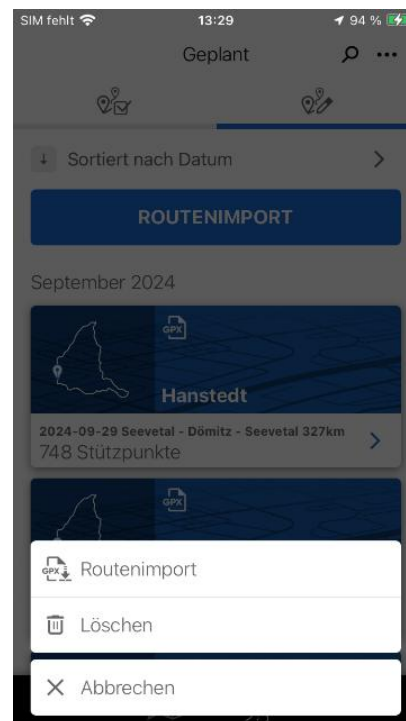 SIM fehlt 13:29 94 %
Geplant
Sortiert nach Datum
ROUTENIMPORT
September 2024
GPX
Hanstedt
2024-09-29 Seevetal - Dömitz - Seevetal 327km
748 Stützpunkte
GPX
GPX Routenimport
Löschen
Abbrechen